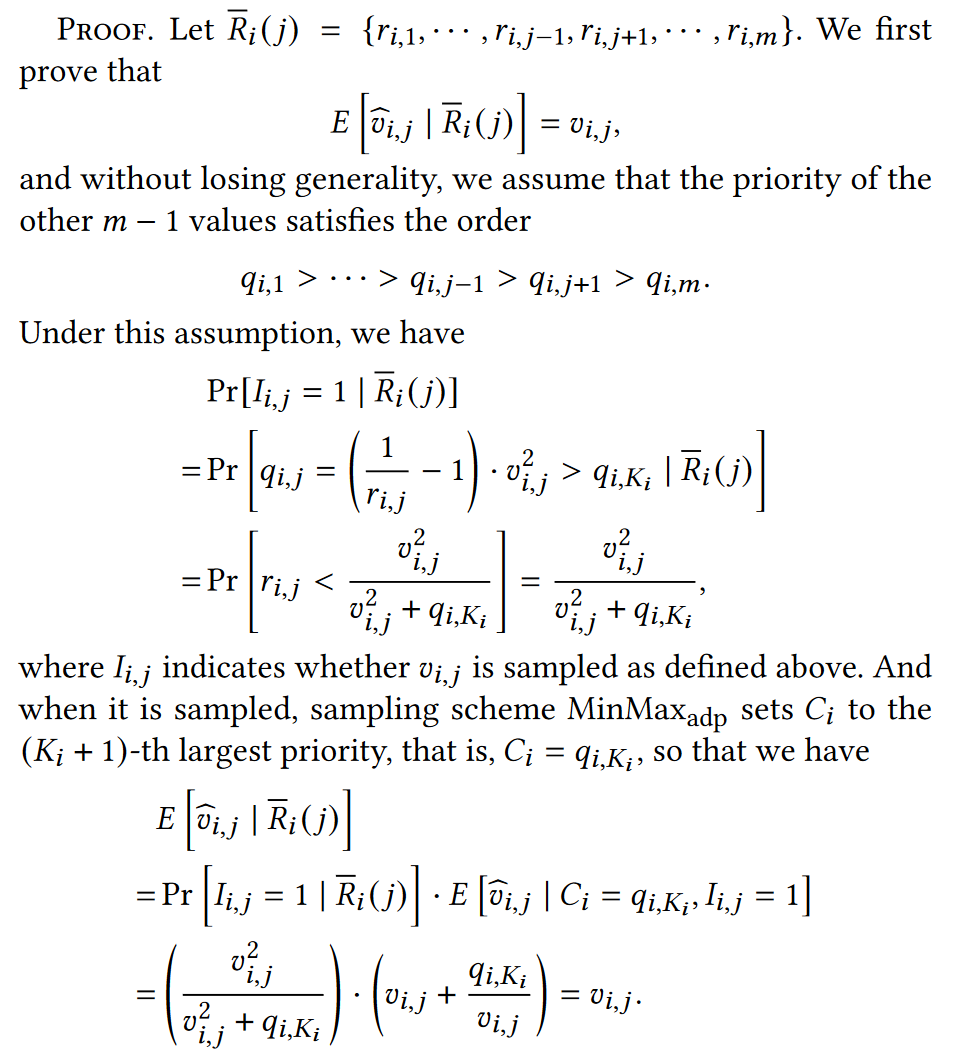 PROOF. Let R̅ᵢ(j) = {rᵢ,₁, ⋯ , rᵢ,ⱼ₋₁, rᵢ,ⱼ₊₁, ⋯ , rᵢ,ₘ}. We first
prove that
$E\left[\widehat{v}_{i,j} \mid \overline{R}_i(j)\right] = v_{i,j},$
and without losing generality, we assume that the priority of the
other m − 1 values satisfies the order
$q_{i,1} > \cdots > q_{i,j-1} > q_{i,j+1} > q_{i,m}.$
Under this assumption, we have
$\Pr[I_{i,j} = 1 \mid \overline{R}_i(j)]$
$= \Pr\left[q_{i,j} = \left(\frac{1}{r_{i,j}} - 1\right) \cdot v_{i,j}^2 > q_{i,K_i} \mid \overline{R}_i(j)\right]$
$= \Pr\left[r_{i,j} < \frac{v_{i,j}^2}{v_{i,j}^2 + q_{i,K_i}}\right] = \frac{v_{i,j}^2}{v_{i,j}^2 + q_{i,K_i}},$
where $I_{i,j}$ indicates whether $v_{i,j}$ is sampled as defined above. And
when it is sampled, sampling scheme MinMax$_{\text{adp}}$ sets $C_i$ to the
$(K_i + 1)$-th largest priority, that is, $C_i = q_{i,K_i}$, so that we have
$E\left[\widehat{v}_{i,j} \mid \overline{R}_i(j)\right]$
$= \Pr\left[I_{i,j} = 1 \mid \overline{R}_i(j)\right] \cdot E\left[\widehat{v}_{i,j} \mid C_i = q_{i,K_i}, I_{i,j} = 1\right]$
$= \left(\frac{v_{i,j}^2}{v_{i,j}^2 + q_{i,K_i}}\right) \cdot \left(v_{i,j} + \frac{q_{i,K_i}}{v_{i,j}}\right) = v_{i,j}.$